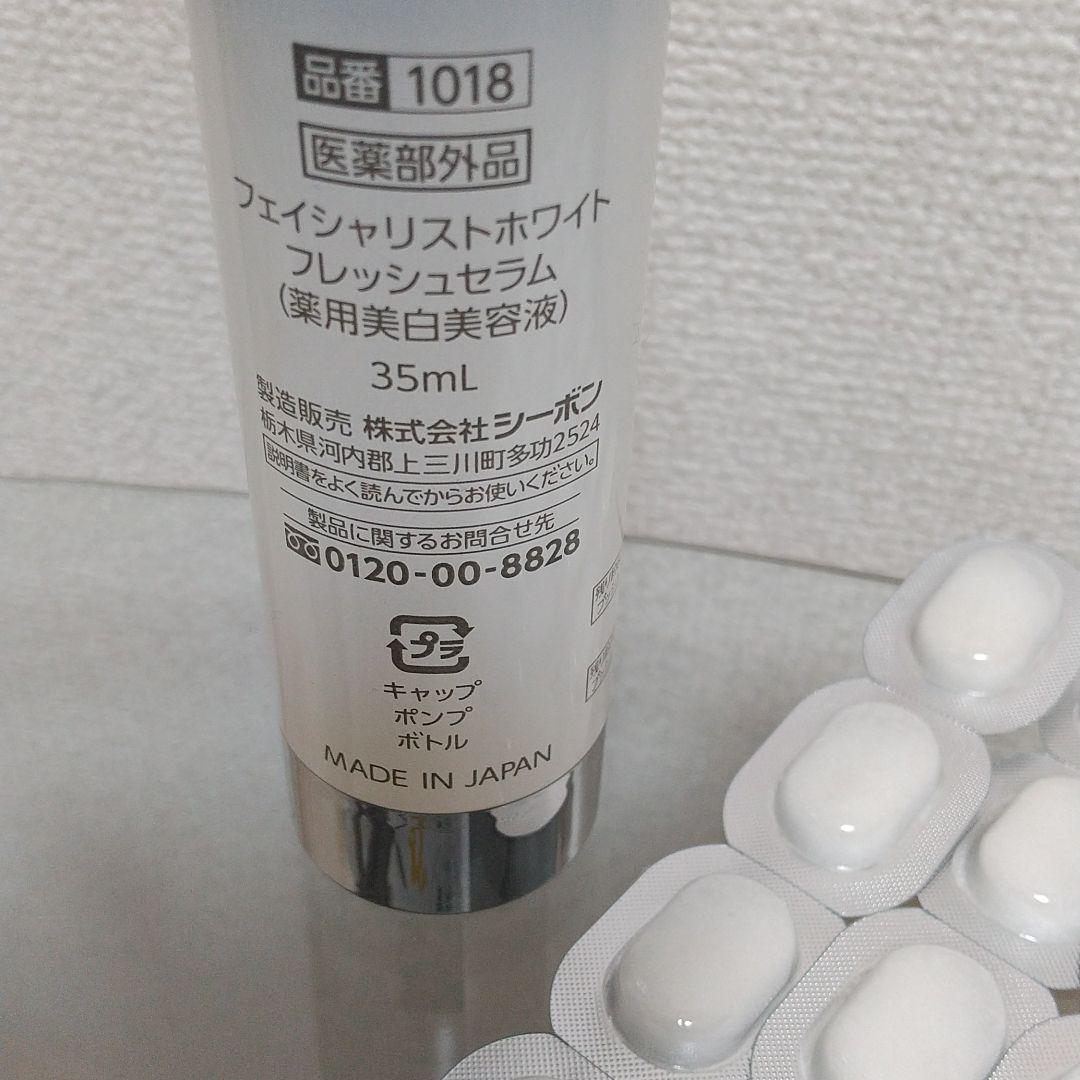 品番 1018
医薬部外品
フェイシャリストホワイト
フレッシュセラム
(薬用美白美容液)
35mL
製造販売 株式会社シーボン
栃木県河内郡上三川町多功2524
説明書をよく読んでからお使いください。
製品に関するお問合せ先
0120-00-8828
プラ
キャップ
ポンプ
ボトル
MADE IN JAPAN